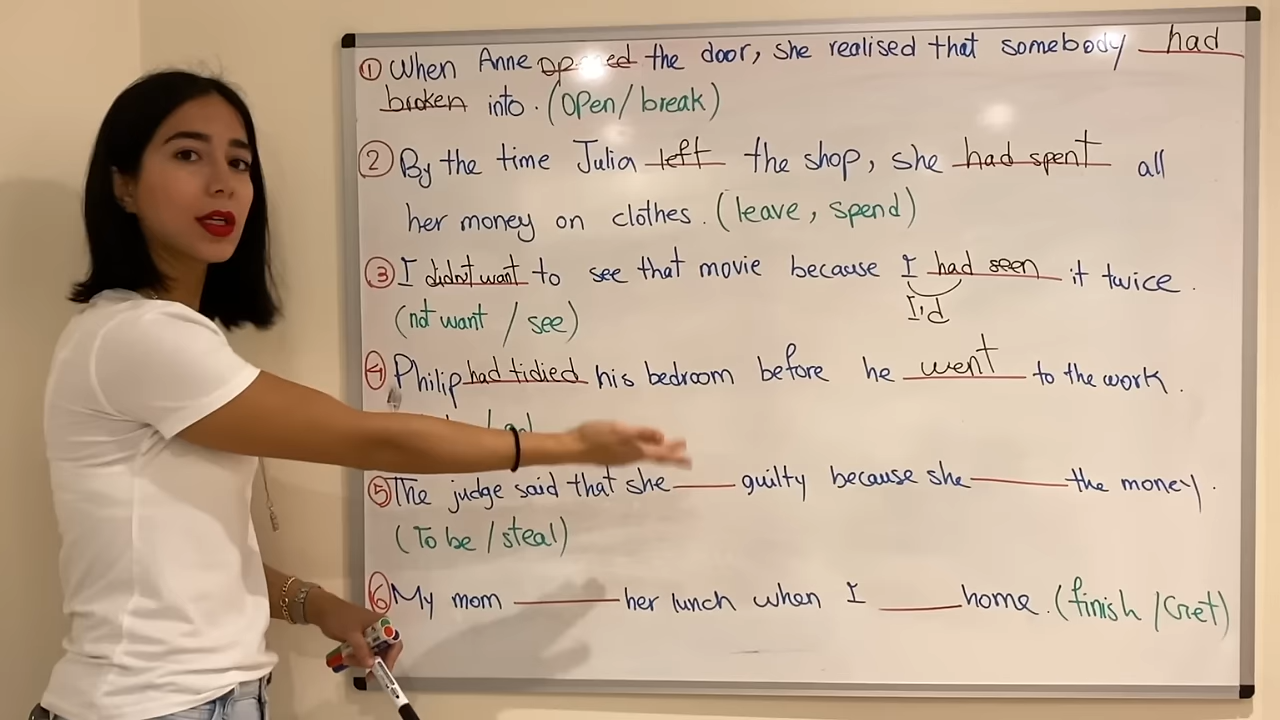 ① When Anne opened the door, she realised that somebody had
broken into. (open/break)
② By the time Julia left the shop, she had spent all
her money on clothes. (leave, spend)
③ I didn't want to see that movie because I had seen it twice.
I'd
(not want / see)
④ Philip had tidied his bedroom before he went to the work.
⑤ The judge said that she ___ guilty because she ___ the money.
(To be / steal)
⑥ My mom ___ her lunch when I ___ home. (finish / Get)